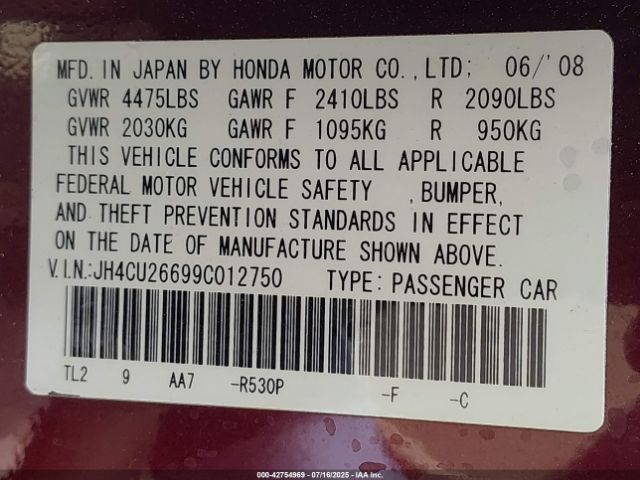 MFD. IN JAPAN BY HONDA MOTOR CO., LTD; 06/'08
GVWR 4475LBS GAWR F 2410LBS R 2090LBS
GVWR 2030KG GAWR F 1095KG R 950KG
THIS VEHICLE CONFORMS TO ALL APPLICABLE
FEDERAL MOTOR VEHICLE SAFETY , BUMPER,
AND THEFT PREVENTION STANDARDS IN EFFECT
ON THE DATE OF MANUFACTURE SHOWN ABOVE.
V.I.N.:JH4CU26699C012750 TYPE: PASSENGER CAR
TL2 9 AA7 -R530P -F -C
000-42754969 - 07/16/2025 - IAA Inc.